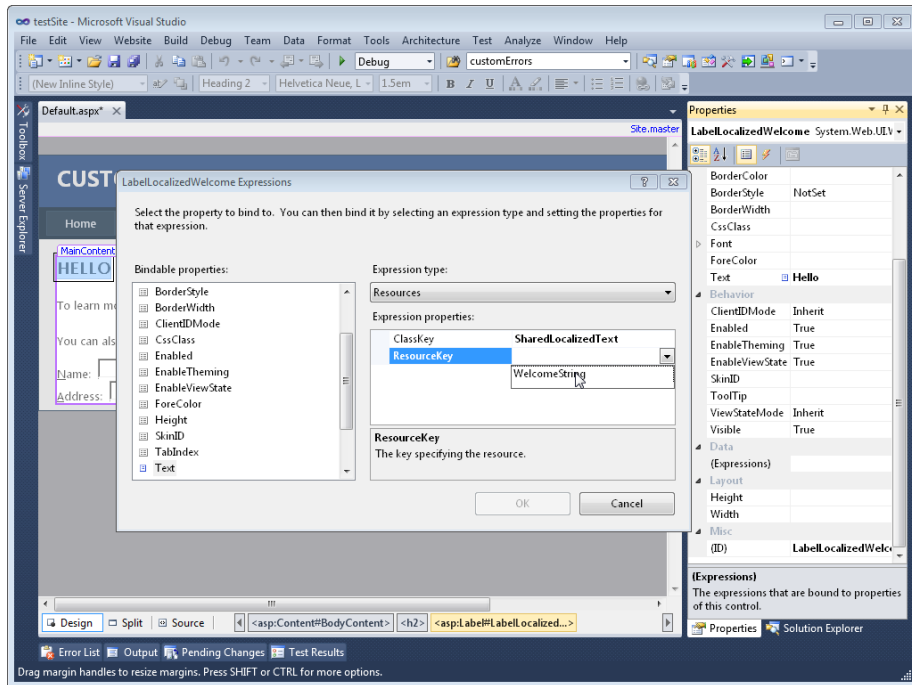 testSite - Microsoft Visual Studio
File Edit View Website Build Debug Team Data Format Tools Architecture Test Analyze Window Help
Debug customErrors
(New Inline Style) Heading 2 Helvetica Neue, L 1.5em B I U A
Toolbox
Server Explorer
Default.aspx*
Site.master
CUST
Home
MainContent
HELLO
To learn
You can als
Name:
Address:
LabelLocalizedWelcome Expressions
Select the property to bind to. You can then bind it by selecting an expression type and setting the properties for
that expression.
Bindable properties:
BorderStyle
BorderWidth
ClientIDMode
CssClass
Enabled
EnableTheming
EnableViewState
ForeColor
Height
SkinID
TabIndex
Text
Expression type:
Resources
Expression properties:
ClassKey SharedLocalizedText
ResourceKey
WelcomeString
ResourceKey
The key specifying the resource.
OK Cancel
Properties
LabelLocalizedWelcome System.Web.UI.
BorderColor
BorderStyle NotSet
BorderWidth
CssClass
Font
ForeColor
Text Hello
Behavior
ClientIDMode Inherit
Enabled True
EnableTheming True
EnableViewState True
SkinID
ToolTip
ViewStateMode Inherit
Visible True
Data
(Expressions)
Layout
Height
Width
Misc
(ID) LabelLocalizedWelc
(Expressions)
The expressions that are bound to properties
of this control.
Properties Solution Explorer
Design Split Source <asp:Content#BodyContent> <h2> <asp:Label#LabelLocalized...>
Error List Output Pending Changes Test Results
Drag margin handles to resize margins. Press SHIFT or CTRL for more options.